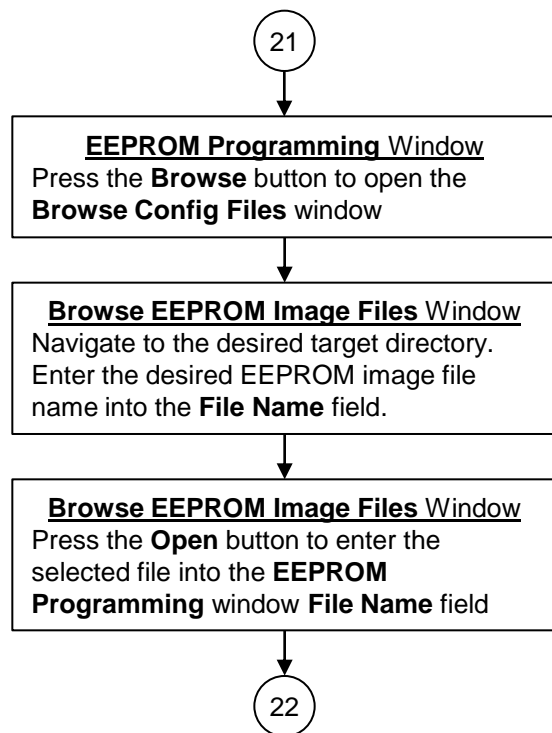 21
EEPROM Programming Window
Press the Browse button to open the
Browse Config Files window
Browse EEPROM Image Files Window
Navigate to the desired target directory.
Enter the desired EEPROM image file
name into the File Name field.
Browse EEPROM Image Files Window
Press the Open button to enter the
selected file into the EEPROM
Programming window File Name field
22